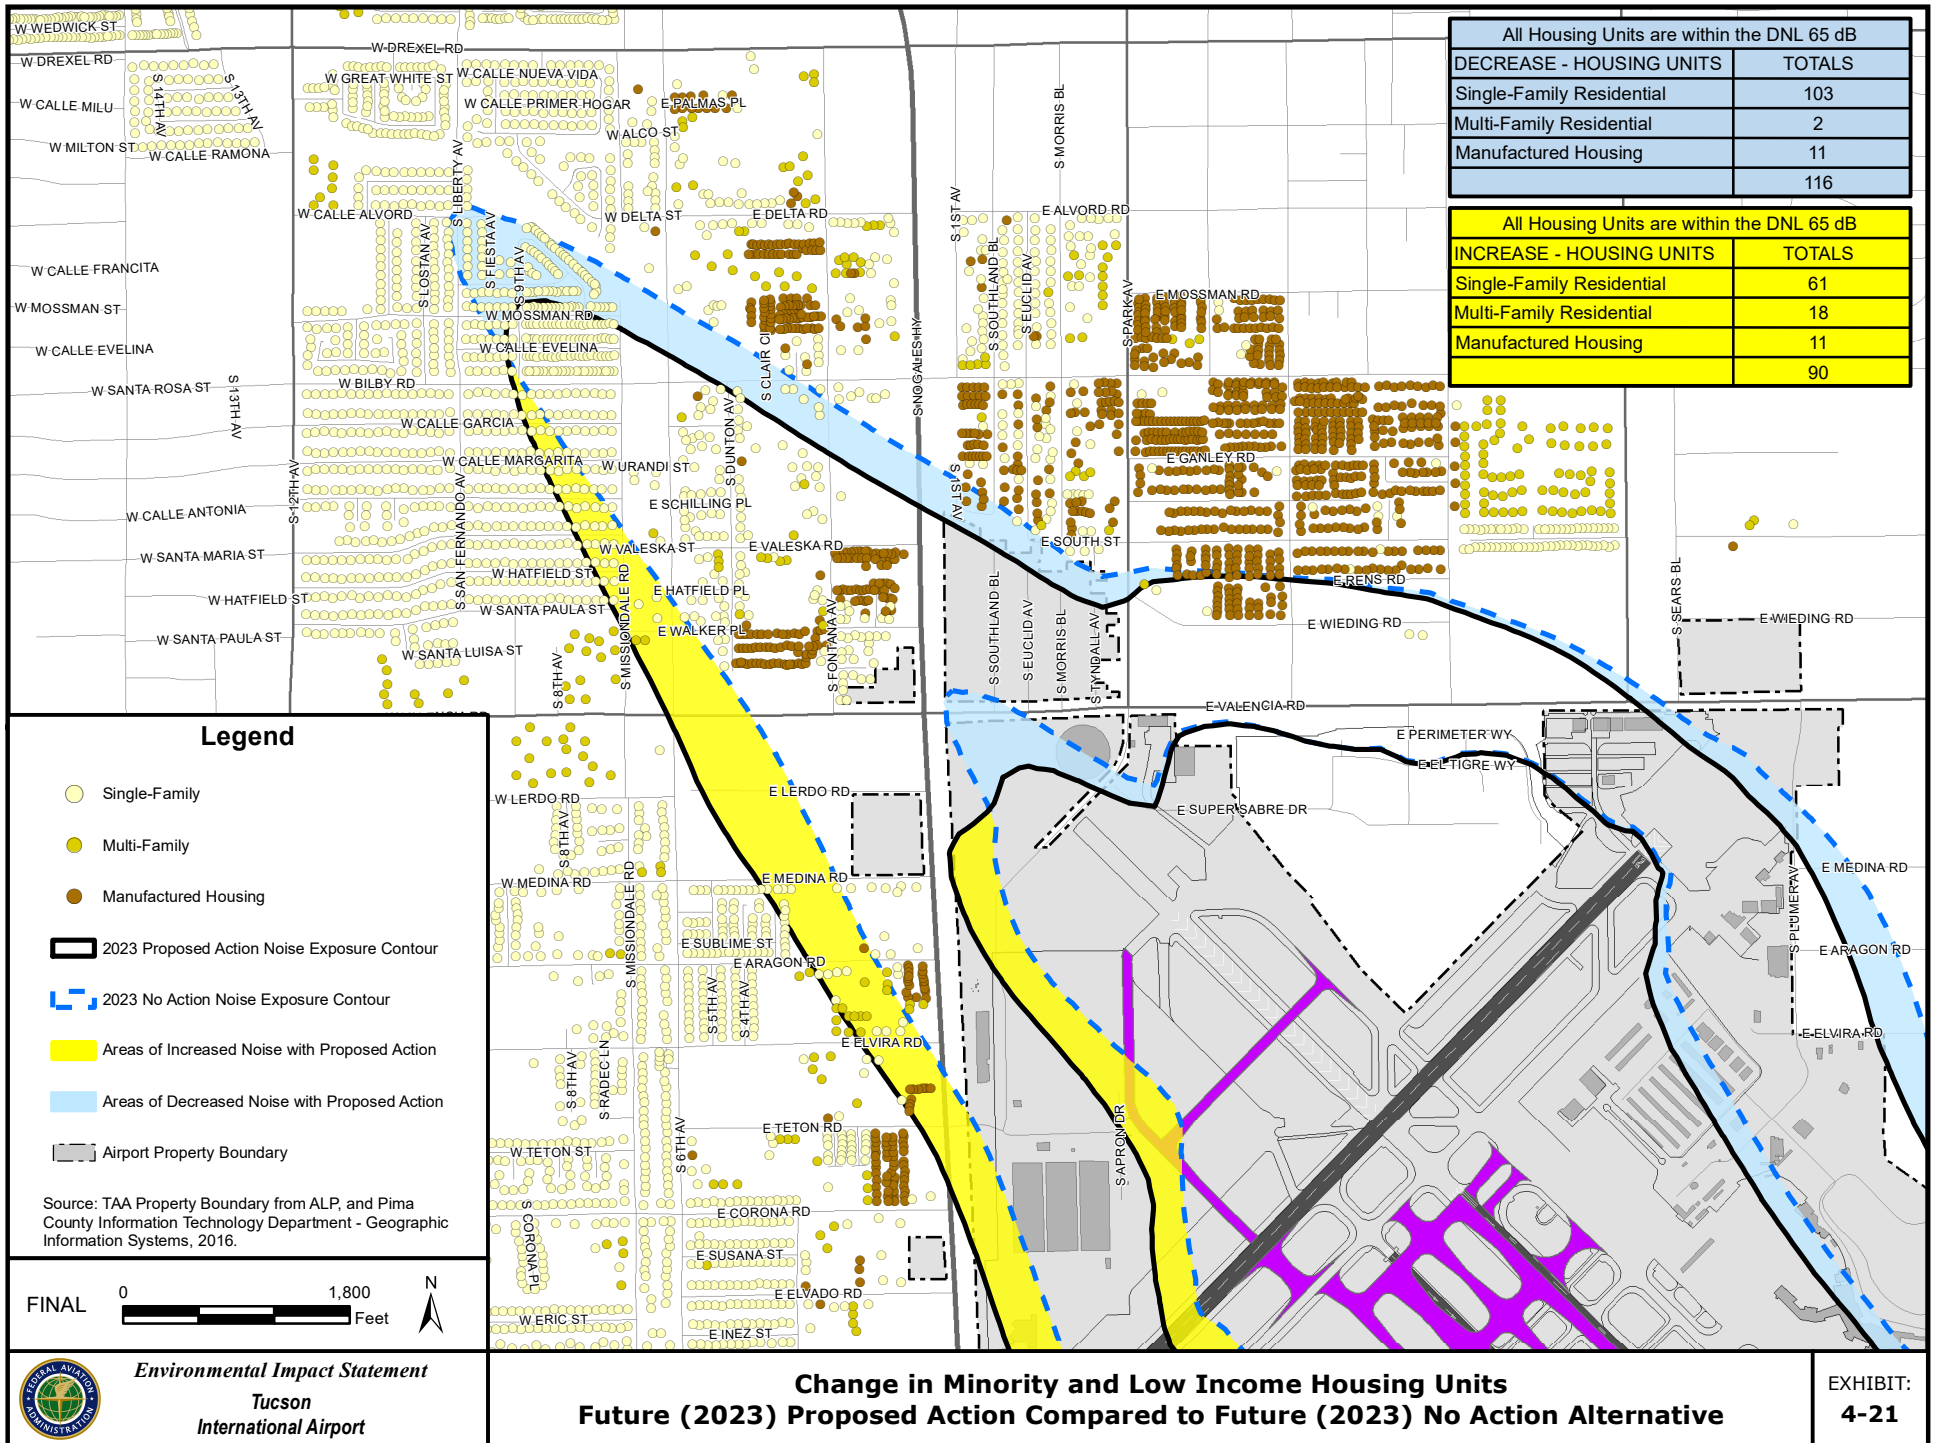 W WEDWICK ST
W DREXEL RD
W DREXEL RD
S 14TH AV
S 13TH AV
W GREAT WHITE ST
W CALLE NUEVA VIDA
W CALLE MILU
W CALLE PRIMER HOGAR
E PALMAS PL
W ALCO ST
S MORRIS BL
W MILTON ST
W CALLE RAMONA
S LIBERTY AV
W CALLE ALVORD
W DELTA ST
E DELTA RD
S 1ST AV
E ALVORD RD
S LOSTAN AV
S FIESTA AV
S 9TH AV
S SOUTHLAND BL
S EUCLID AV
W CALLE FRANCITA
W MOSSMAN ST
W MOSSMAN RD
E MOSSMAN RD
S PARK AV
W CALLE EVELINA
W CALLE EVELINA
S CLAIR CI
S NOGALES HY
W SANTA ROSA ST
S 13TH AV
W BILBY RD
W CALLE GARCIA
S DUNTON AV
W CALLE MARGARITA
W URANDI ST
E GANLEY RD
S 12TH AV
S SAN FERNANDO AV
S 1ST AV
W CALLE ANTONIA
E SCHILLING PL
W SANTA MARIA ST
W VALESKA ST
E VALESKA RD
E SOUTH ST
W HATFIELD ST
W HATFIELD ST
E HATFIELD PL
E RENS RD
W SANTA PAULA ST
W SANTA PAULA ST
E WALKER PL
S MISSIONDALE RD
S FONTANA AV
S SOUTHLAND BL
S EUCLID AV
S MORRIS BL
S TYNDALL AV
E WIEDING RD
S SEARS BL
E WIEDING RD
W SANTA LUISA ST
S 8TH AV
E VALENCIA RD
E PERIMETER WY
E EL TIGRE WY
W LERDO RD
E LERDO RD
E SUPER SABRE DR
S 8TH AV
W MEDINA RD
E MEDINA RD
E MEDINA RD
S MISSIONDALE RD
S PLUMER AV
E SUBLIME ST
E ARAGON RD
E ARAGON RD
S 5TH AV
S 4TH AV
E ELVIRA RD
E ELVIRA RD
S 8TH AV
S RADEC LN
S APRON DR
E TETON RD
W TETON ST
S 6TH AV
S CORONA PL
E CORONA RD
E SUSANA ST
E ELVADO RD
W ERIC ST
E INEZ ST
All Housing Units are within the DNL 65 dB
DECREASE - HOUSING UNITS TOTALS
Single-Family Residential 103
Multi-Family Residential 2
Manufactured Housing 11
116
All Housing Units are within the DNL 65 dB
INCREASE - HOUSING UNITS TOTALS
Single-Family Residential 61
Multi-Family Residential 18
Manufactured Housing 11
90
Legend
Single-Family
Multi-Family
Manufactured Housing
2023 Proposed Action Noise Exposure Contour
2023 No Action Noise Exposure Contour
Areas of Increased Noise with Proposed Action
Areas of Decreased Noise with Proposed Action
Airport Property Boundary
Source: TAA Property Boundary from ALP, and Pima
County Information Technology Department - Geographic
Information Systems, 2016.
FINAL
0 1,800
Feet
N
FEDERAL AVIATION
ADMINISTRATION
Environmental Impact Statement
Tucson
International Airport
Change in Minority and Low Income Housing Units
Future (2023) Proposed Action Compared to Future (2023) No Action Alternative
EXHIBIT:
4-21